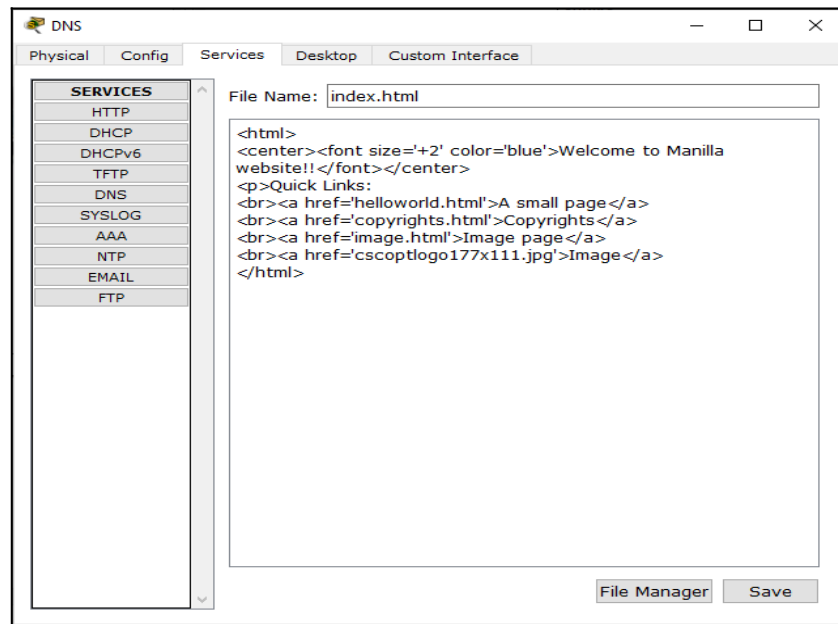 DNS
Physical Config Services Desktop Custom Interface
SERVICES
HTTP
DHCP
DHCPv6
TFTP
DNS
SYSLOG
AAA
NTP
EMAIL
FTP
File Name: index.html
<html>
<center><font size='+2' color='blue'>Welcome to Manilla
website!!</font></center>
<p>Quick Links:
<br><a href='helloworld.html'>A small page</a>
<br><a href='copyrights.html'>Copyrights</a>
<br><a href='image.html'>Image page</a>
<br><a href='cscoptlogo177x111.jpg'>Image</a>
</html>
File Manager Save